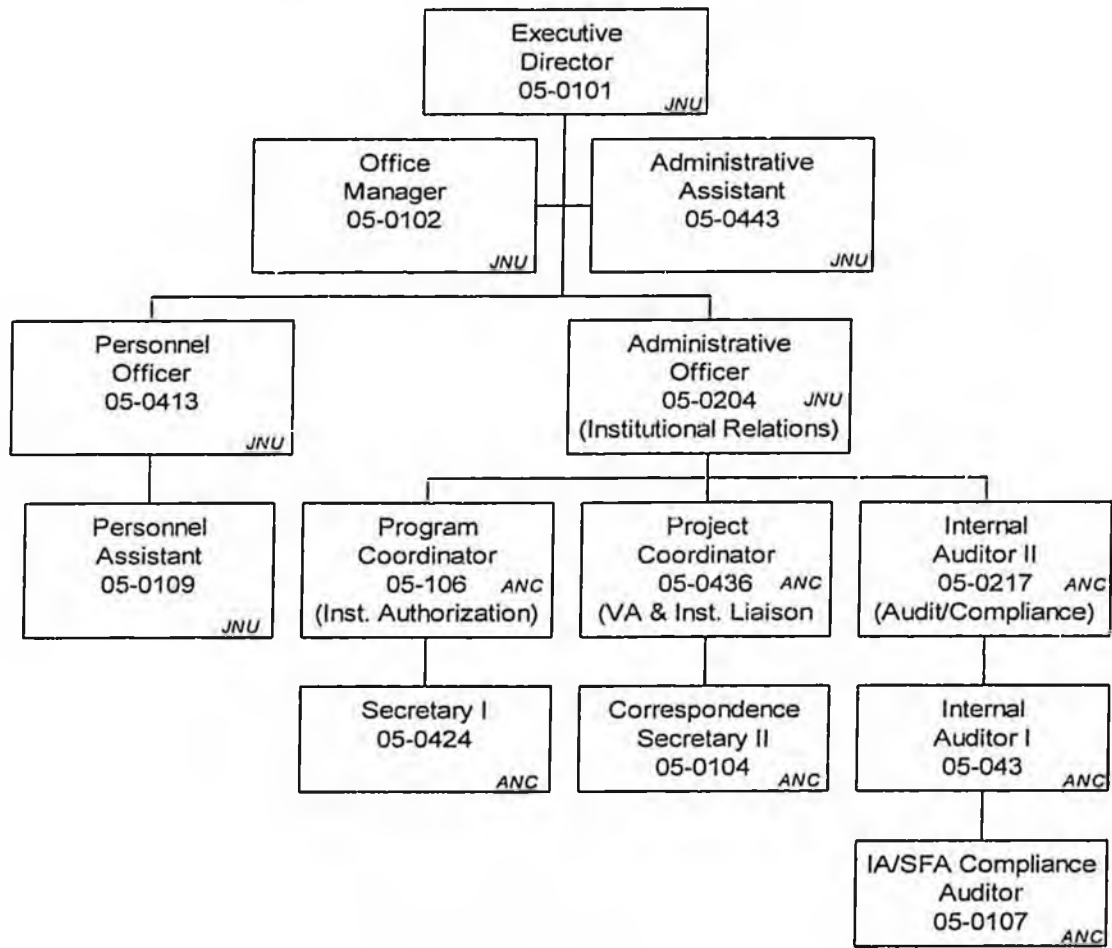 Executive
Director
05-0101
JNU
Office
Manager
05-0102
JNU
Administrative
Assistant
05-0443
JNU
Personnel
Officer
05-0413
JNU
Administrative
Officer
05-0204 JNU
(Institutional Relations)
Personnel
Assistant
05-0109
JNU
Program
Coordinator
05-106 ANC
(Inst. Authorization)
Project
Coordinator
05-0436 ANC
(VA & Inst. Liaison
Internal
Auditor II
05-0217 ANC
(Audit/Compliance)
Secretary I
05-0424
ANC
Correspondence
Secretary II
05-0104 ANC
Internal
Auditor I
05-043 ANC
IA/SFA Compliance
Auditor
05-0107
ANC